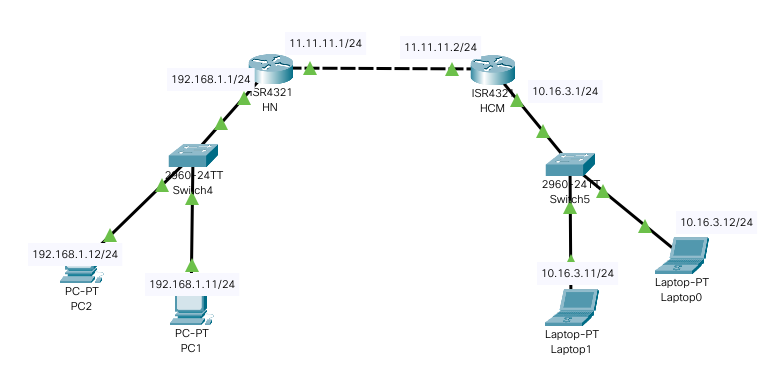 11.11.11.1/24
11.11.11.2/24
192.168.1.1/24
ISR4321
HN
ISR4321
HCM
10.16.3.1/24
2960-24TT
Switch4
2960-24TT
Switch5
10.16.3.12/24
192.168.1.12/24
192.168.1.11/24
10.16.3.11/24
PC-PT
PC2
Laptop-PT
Laptop0
PC-PT
PC1
Laptop-PT
Laptop1